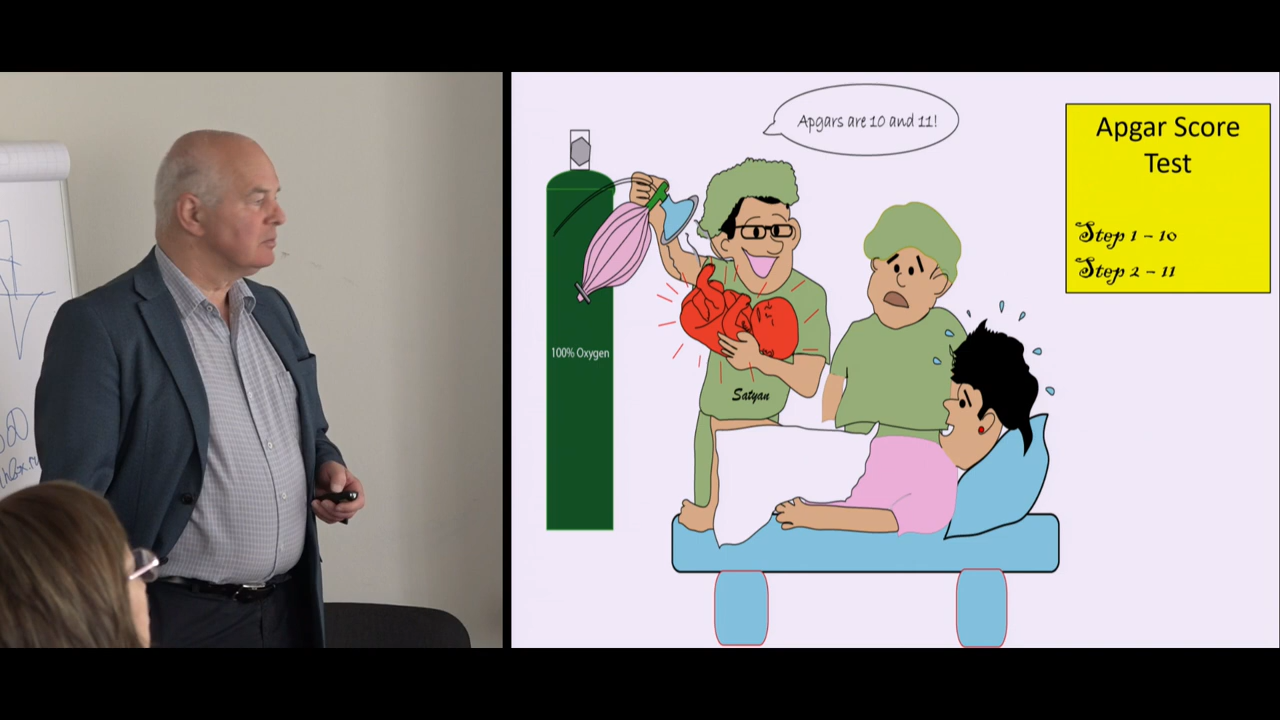 Apgars are 10 and 11!
Apgar Score
Test
Step 1 - 10
Step 2 - 11
100% Oxygen
Satyan